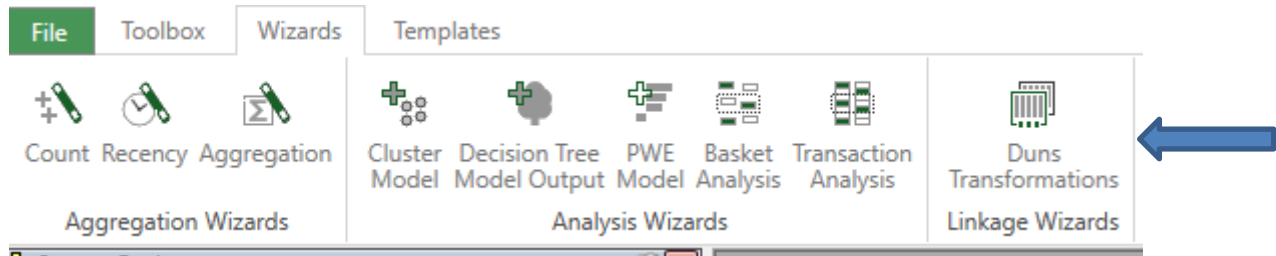 File Toolbox Wizards Templates
Count Recency Aggregation
Cluster Model
Decision Tree Model Output
PWE Model
Basket Analysis
Transaction Analysis
Duns Transformations
Aggregation Wizards
Analysis Wizards
Linkage Wizards